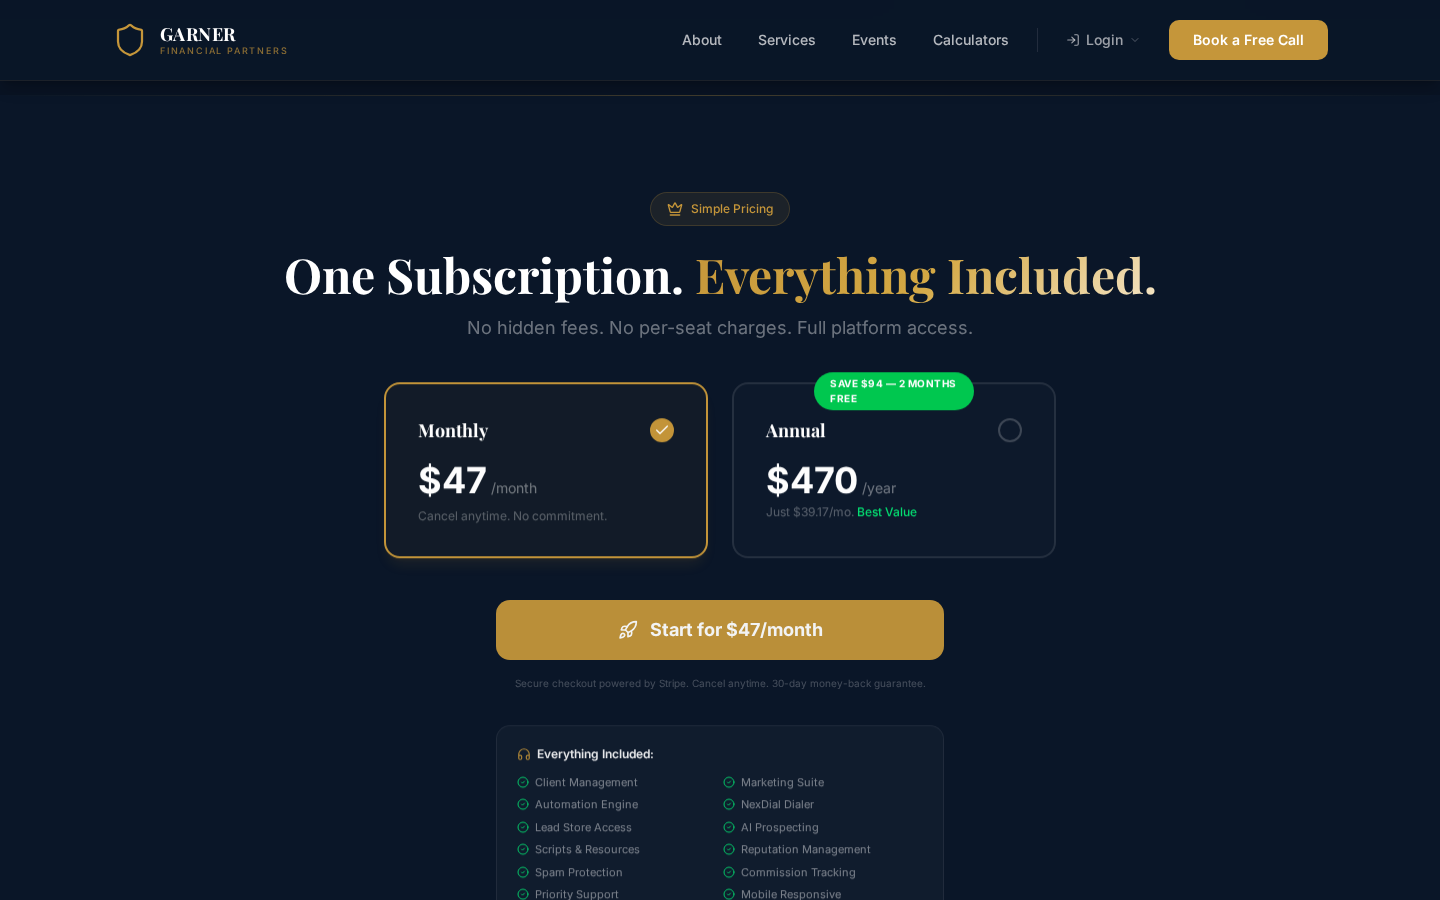 GARNER
FINANCIAL PARTNERS
About
Services
Events
Calculators
Login
Book a Free Call
Simple Pricing
One Subscription. Everything Included.
No hidden fees. No per-seat charges. Full platform access.
SAVE $94 — 2 MONTHS
FREE
Monthly
$47 /month
Cancel anytime. No commitment.
Annual
$470 /year
Just $39.17/mo. Best Value
Start for $47/month
Secure checkout powered by Stripe. Cancel anytime. 30-day money-back guarantee.
Everything Included:
Client Management
Marketing Suite
Automation Engine
NexDial Dialer
Lead Store Access
AI Prospecting
Scripts & Resources
Reputation Management
Spam Protection
Commission Tracking
Priority Support
Mobile Responsive